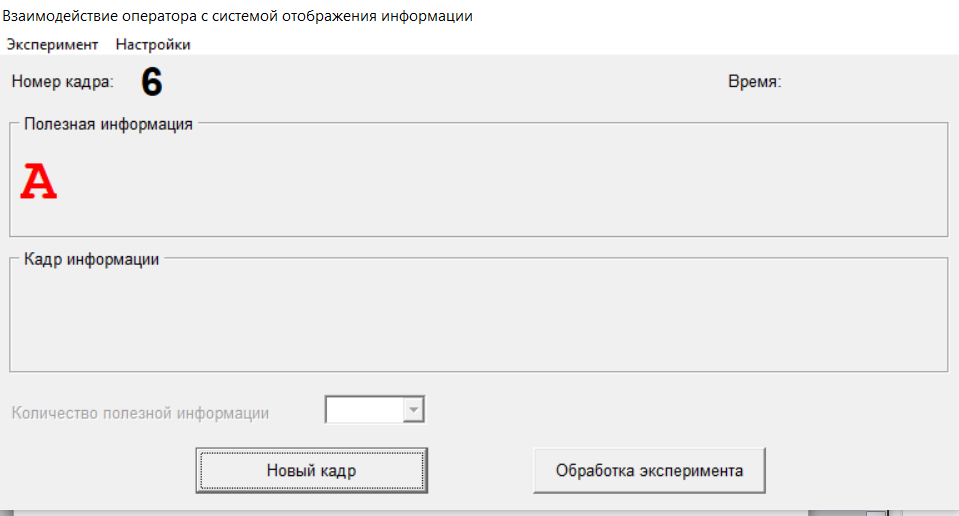 Взаимодействие оператора с системой отображения информации
Эксперимент Настройки
Номер кадра: 6 Время:
Полезная информация
A
Кадр информации
Количество полезной информации
Новый кадр Обработка эксперимента